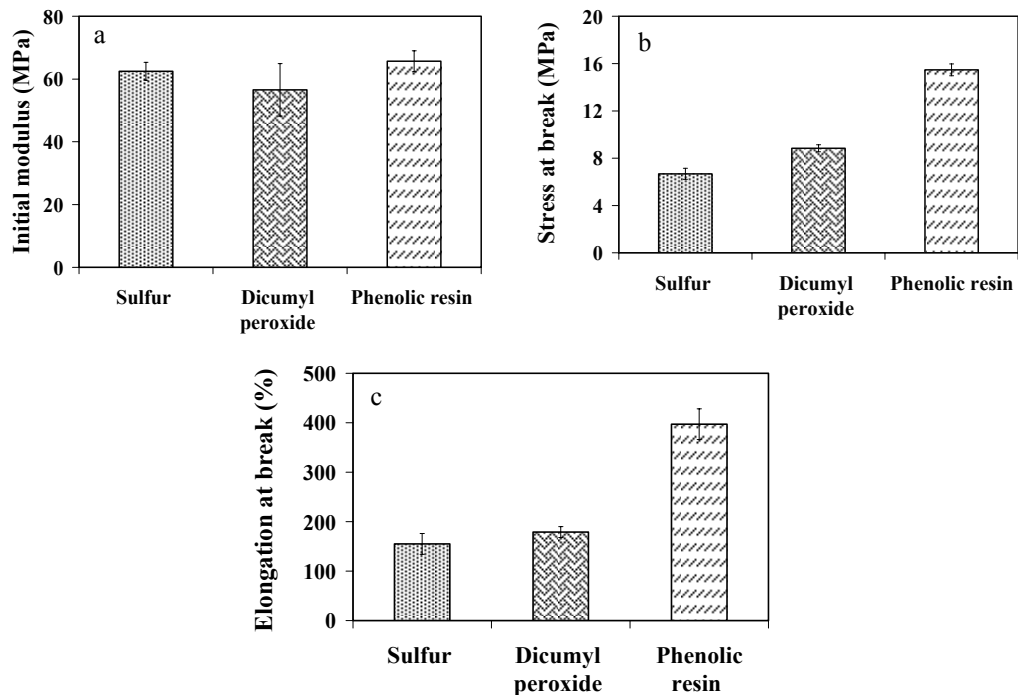 a
Initial modulus (MPa)
80
60
40
20
0
Sulfur
Dicumyl
peroxide
Phenolic resin
b
Stress at break (MPa)
20
16
12
8
4
0
Sulfur
Dicumyl
peroxide
Phenolic resin
c
Elongation at break (%)
500
400
300
200
100
0
Sulfur
Dicumyl
peroxide
Phenolic
resin